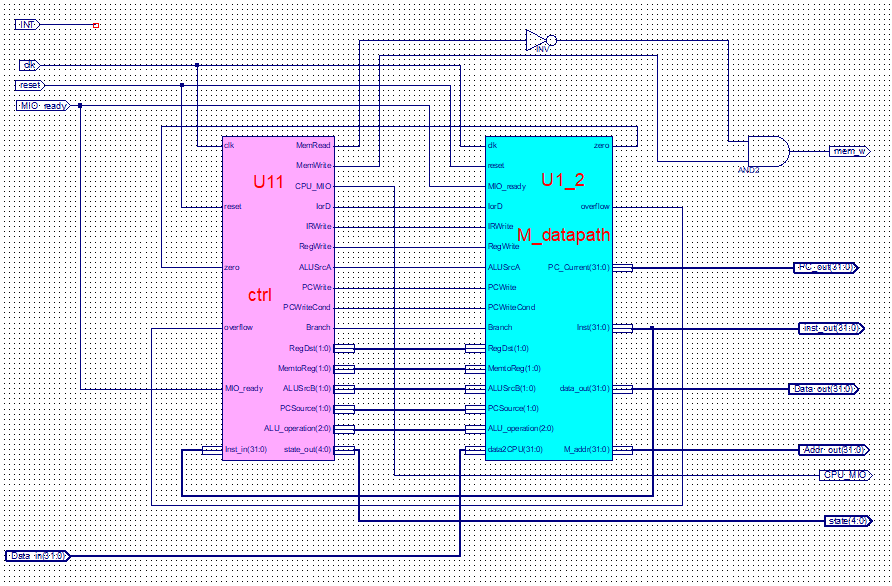 INT
INV
clk
reset
MIO_ready
AND2
mem_w
clk
reset
zero
overflow
MIO_ready
Inst_in(31:0)
U11
ctrl
MemRead
MemWrite
CPU_MIO
IorD
IRWrite
RegWrite
ALUSrcA
PCWrite
PCWriteCond
Branch
RegDst(1:0)
MemtoReg(1:0)
ALUSrcB(1:0)
PCSource(1:0)
ALU_operation(2:0)
state_out(4:0)
clk
reset
MIO_ready
IorD
IRWrite
RegWrite
ALUSrcA
PCWrite
PCWriteCond
Branch
RegDst(1:0)
MemtoReg(1:0)
ALUSrcB(1:0)
PCSource(1:0)
ALU_operation(2:0)
data2CPU(31:0)
U1_2
M_datapath
zero
overflow
PC_Current(31:0)
Inst(31:0)
data_out(31:0)
M_addr(31:0)
PC_out(31:0)
inst_out(31:0)
Data_out(31:0)
Addr_out(31:0)
CPU_MIO
state(4:0)
Data_in(31:0)